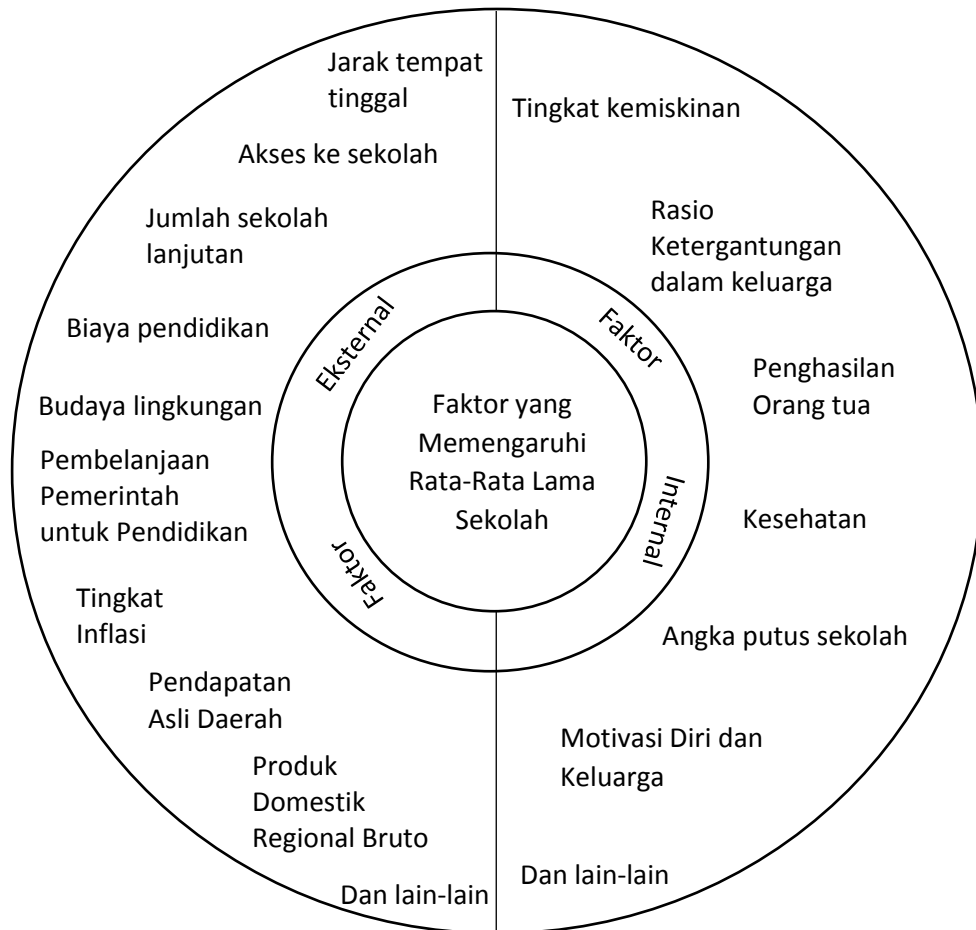 Jarak tempat
tinggal
Akses ke sekolah
Jumlah sekolah
lanjutan
Biaya pendidikan
Budaya lingkungan
Pembelanjaan
Pemerintah
untuk Pendidikan
Tingkat
Inflasi
Pendapatan
Asli Daerah
Produk
Domestik
Regional Bruto
Dan lain-lain
Faktor
Eksternal
Faktor yang
Memengaruhi
Rata-Rata Lama
Sekolah
Faktor
Internal
Tingkat kemiskinan
Rasio
Ketergantungan
dalam keluarga
Penghasilan
Orang tua
Kesehatan
Angka putus sekolah
Motivasi Diri dan
Keluarga
Dan lain-lain